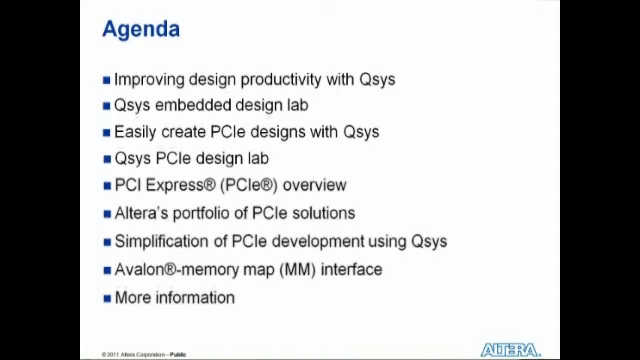 Agenda
Improving design productivity with Qsys
Qsys embedded design lab
Easily create PCIe designs with Qsys
Qsys PCIe design lab
PCI Express® (PCIe®) overview
Altera's portfolio of PCIe solutions
Simplification of PCIe development using Qsys
Avalon®-memory map (MM) interface
More information
© 2011 Altera Corporation—Public
ALTERA